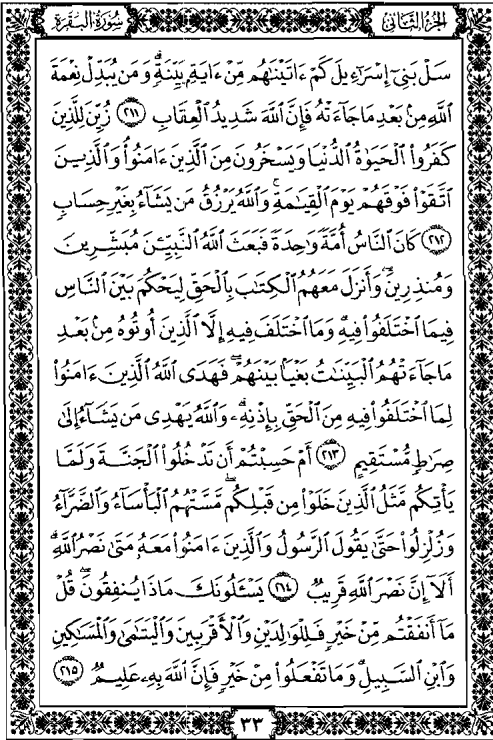 الجزء الثاني
سورة البقرة
سَلْ بَنِىٓ إِسْرَٰٓءِيلَ كَمْ ءَاتَيْنَٰهُم مِّنْ ءَايَةٍۭ بَيِّنَةٍۗ وَمَن يُبَدِّلْ نِعْمَةَ
ٱللَّهِ مِنۢ بَعْدِ مَا جَآءَتْهُ فَإِنَّ ٱللَّهَ شَدِيدُ ٱلْعِقَابِ ٢١١ زُيِّنَ لِلَّذِينَ
كَفَرُوا۟ ٱلْحَيَوٰةُ ٱلدُّنْيَا وَيَسْخَرُونَ مِنَ ٱلَّذِينَ ءَامَنُوا۟ۘ وَٱلَّذِينَ
ٱتَّقَوْا۟ فَوْقَهُمْ يَوْمَ ٱلْقِيَٰمَةِۗ وَٱللَّهُ يَرْزُقُ مَن يَشَآءُ بِغَيْرِ حِسَابٍ
٢١٢ كَانَ ٱلنَّاسُ أُمَّةً وَٰحِدَةً فَبَعَثَ ٱللَّهُ ٱلنَّبِيِّۦنَ مُبَشِّرِينَ
وَمُنذِرِينَ وَأَنزَلَ مَعَهُمُ ٱلْكِتَٰبَ بِٱلْحَقِّ لِيَحْكُمَ بَيْنَ ٱلنَّاسِ
فِيمَا ٱخْتَلَفُوا۟ فِيهِۚ وَمَا ٱخْتَلَفَ فِيهِ إِلَّا ٱلَّذِينَ أُوتُوهُ مِنۢ بَعْدِ
مَا جَآءَتْهُمُ ٱلْبَيِّنَٰتُ بَغْيًۢا بَيْنَهُمْۖ فَهَدَى ٱللَّهُ ٱلَّذِينَ ءَامَنُوا۟
لِمَا ٱخْتَلَفُوا۟ فِيهِ مِنَ ٱلْحَقِّ بِإِذْنِهِۦۗ وَٱللَّهُ يَهْدِى مَن يَشَآءُ إِلَىٰ
صِرَٰطٍ مُّسْتَقِيمٍ ٢١٣ أَمْ حَسِبْتُمْ أَن تَدْخُلُوا۟ ٱلْجَنَّةَ وَلَمَّا
يَأْتِكُم مَّثَلُ ٱلَّذِينَ خَلَوْا۟ مِن قَبْلِكُمۖ مَّسَّتْهُمُ ٱلْبَأْسَآءُ وَٱلضَّرَّآءُ
وَزُلْزِلُوا۟ حَتَّىٰ يَقُولَ ٱلرَّسُولُ وَٱلَّذِينَ ءَامَنُوا۟ مَعَهُۥ مَتَىٰ نَصْرُ ٱللَّهِۗ
أَلَآ إِنَّ نَصْرَ ٱللَّهِ قَرِيبٌ ٢١٤ يَسْـَٔلُونَكَ مَاذَا يُنفِقُونَۖ قُلْ
مَآ أَنفَقْتُم مِّنْ خَيْرٍ فَلِلْوَٰلِدَيْنِ وَٱلْأَقْرَبِينَ وَٱلْيَتَٰمَىٰ وَٱلْمَسَٰكِينِ
وَٱبْنِ ٱلسَّبِيلِۗ وَمَا تَفْعَلُوا۟ مِنْ خَيْرٍ فَإِنَّ ٱللَّهَ بِهِۦ عَلِيمٌ ٢١٥
٣٣